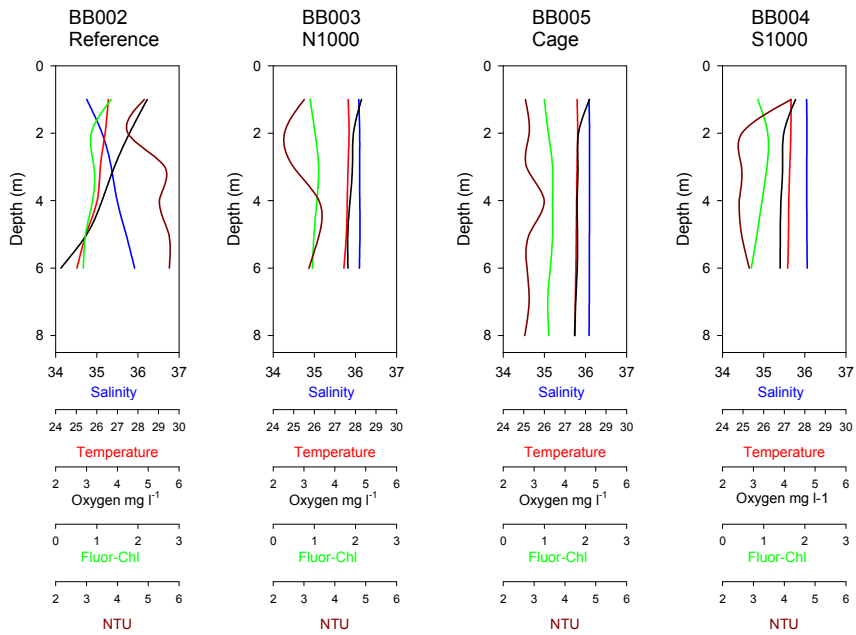 BB002 BB003 BB005 BB004
Reference N1000 Cage S1000
0 0 0 0
2 2 2 2
4 4 4 4
6 6 6 6
8 8 8 8
Depth (m) Depth (m) Depth (m) Depth (m)
34 35 36 37 34 35 36 37 34 35 36 37 34 35 36 37
Salinity Salinity Salinity Salinity
24 25 26 27 28 29 30 24 25 26 27 28 29 30 24 25 26 27 28 29 30 24 25 26 27 28 29 30
Temperature Temperature Temperature Temperature
2 3 4 5 6 2 3 4 5 6 2 3 4 5 6 2 3 4 5 6
Oxygen mg l-1 Oxygen mg l-1 Oxygen mg l-1 Oxygen mg l-1
0 1 2 3 0 1 2 3 0 1 2 3 0 1 2 3
Fluor-Chl Fluor-Chl Fluor-Chl Fluor-Chl
2 3 4 5 6 2 3 4 5 6 2 3 4 5 6 2 3 4 5 6
NTU NTU NTU NTU